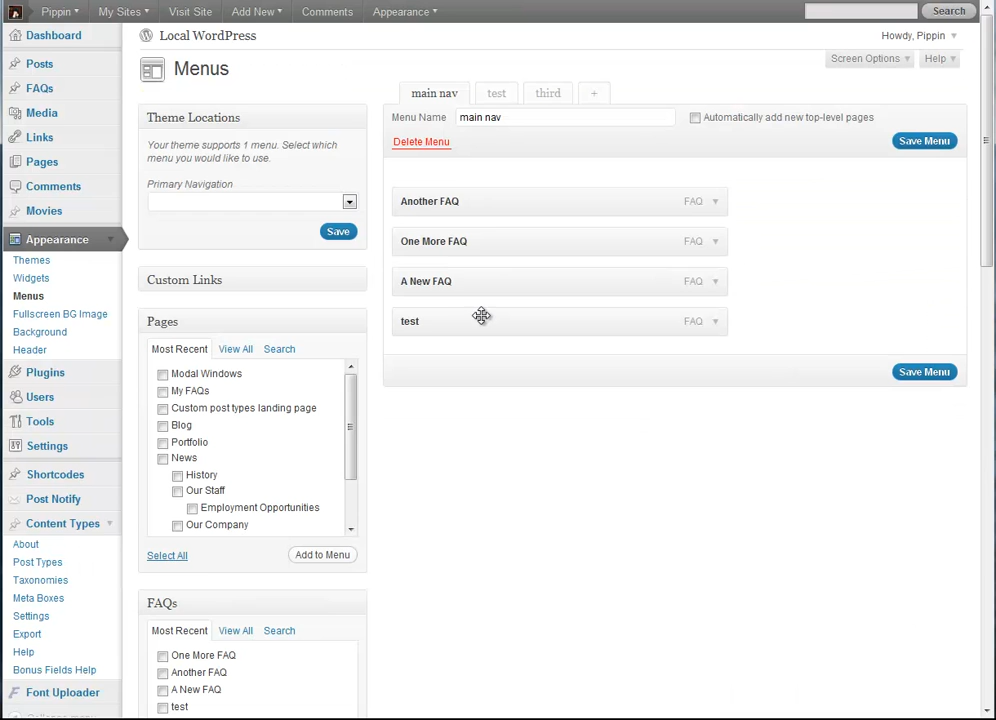 Pippin My Sites Visit Site Add New Comments Appearance Search
Local WordPress Howdy, Pippin
Screen Options Help
Menus
Dashboard
Posts
FAQs
Media
Links
Pages
Comments
Movies
Appearance
Themes
Widgets
Menus
Fullscreen BG Image
Background
Header
Plugins
Users
Tools
Settings
Shortcodes
Post Notify
Content Types
About
Post Types
Taxonomies
Meta Boxes
Settings
Export
Help
Bonus Fields Help
Font Uploader
Collapse menu
Theme Locations
Your theme supports 1 menu. Select which
menu you would like to use.
Primary Navigation
Save
Custom Links
Pages
Most Recent View All Search
Modal Windows
My FAQs
Custom post types landing page
Blog
Portfolio
News
History
Our Staff
Employment Opportunities
Our Company
Select All Add to Menu
FAQs
Most Recent View All Search
One More FAQ
Another FAQ
A New FAQ
test
main nav test third +
Menu Name main nav Automatically add new top-level pages
Delete Menu Save Menu
Another FAQ FAQ
One More FAQ FAQ
A New FAQ FAQ
test FAQ
Save Menu